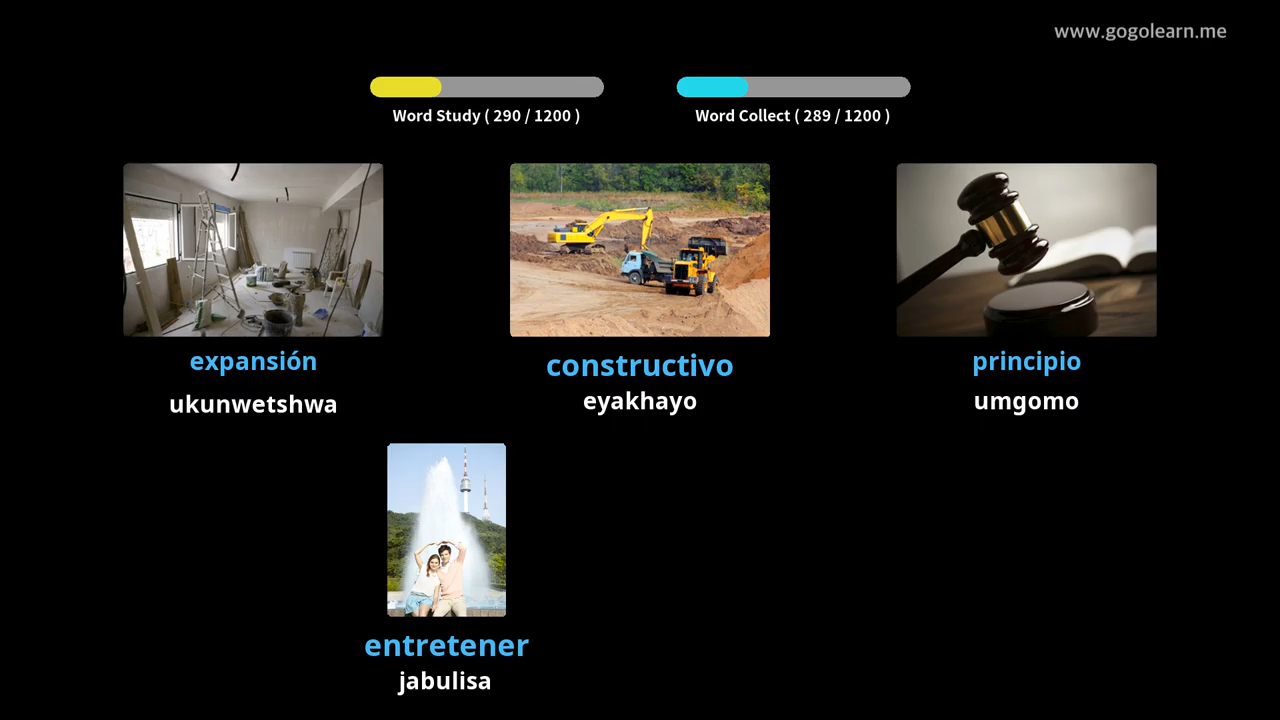 www.gogolearn.me
Word Study ( 290 / 1200 )
Word Collect ( 289 / 1200 )
expansión
ukunwetshwa
constructivo
eyakhayo
principio
umgomo
entretener
jabulisa